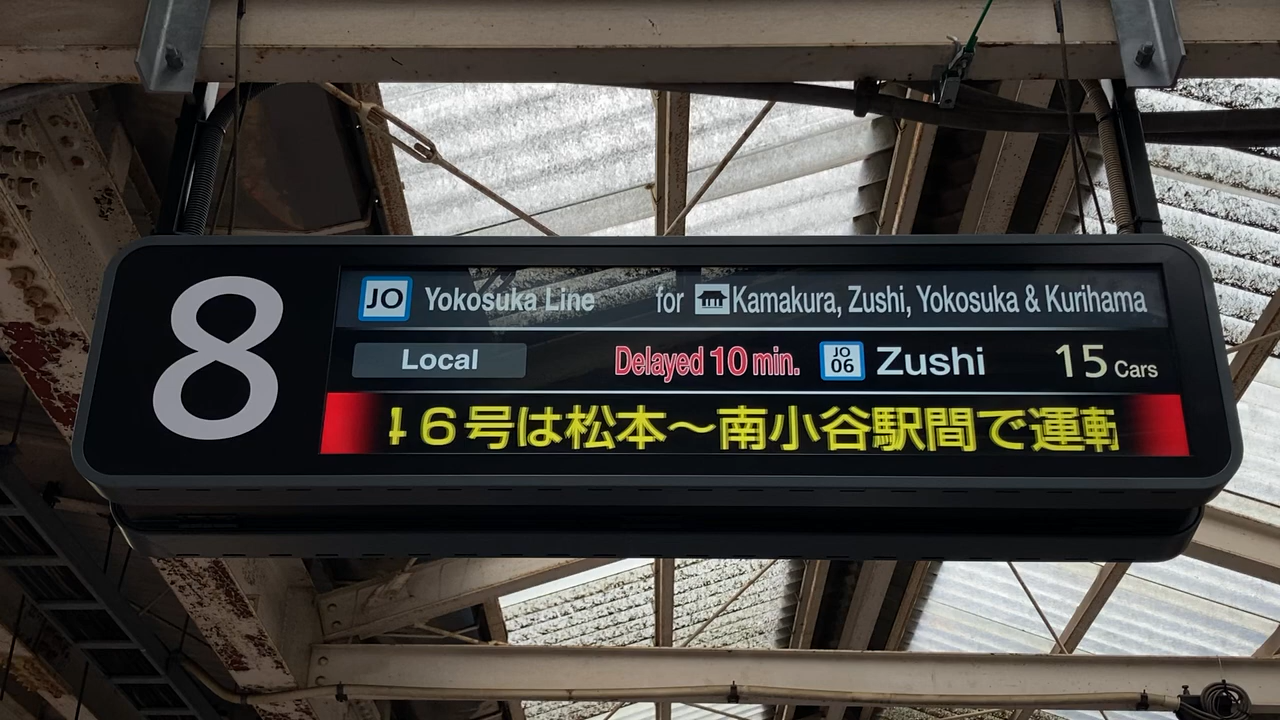 8
JO Yokosuka Line for Kamakura, Zushi, Yokosuka & Kurihama
Local Delayed 10 min. JO 06 Zushi 15 Cars
6号は松本～南小谷駅間で運転